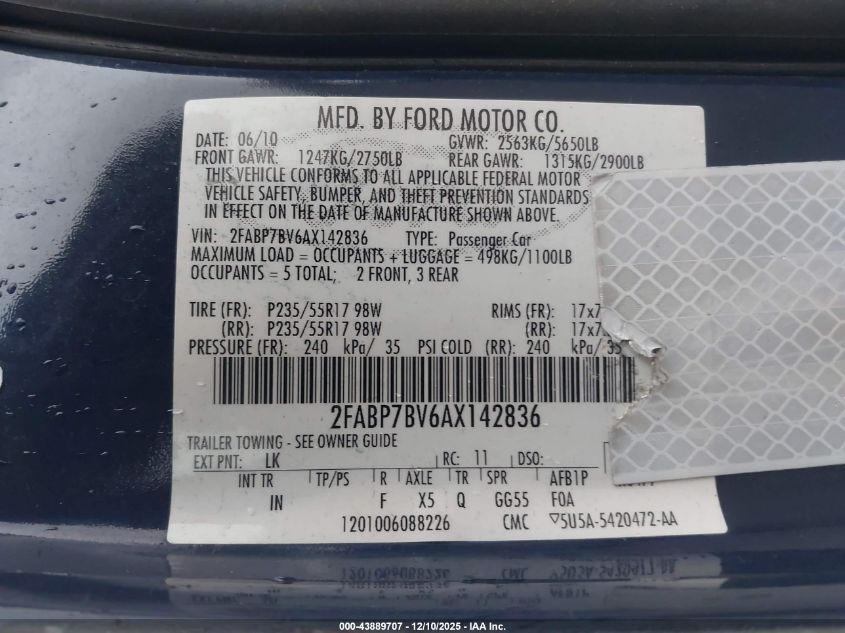 MFD. BY FORD MOTOR CO.
DATE: 06/10 GVWR: 2563KG/5650LB
FRONT GAWR: 1247KG/2750LB REAR GAWR: 1315KG/2900LB
THIS VEHICLE CONFORMS TO ALL APPLICABLE FEDERAL MOTOR
VEHICLE SAFETY, BUMPER, AND THEFT PREVENTION STANDARDS
IN EFFECT ON THE DATE OF MANUFACTURE SHOWN ABOVE.
VIN: 2FABP7BV6AX142836 TYPE: Passenger Car
MAXIMUM LOAD = OCCUPANTS + LUGGAGE = 498KG/1100LB
OCCUPANTS = 5 TOTAL; 2 FRONT, 3 REAR
TIRE (FR): P235/55R17 98W RIMS (FR): 17x7
(RR): P235/55R17 98W (RR): 17x7
PRESSURE (FR): 240 kPa/ 35 PSI COLD (RR): 240 kPa/ 35
2FABP7BV6AX142836
TRAILER TOWING - SEE OWNER GUIDE
EXT PNT: LK RC: 11 DSO:
INT TR TP/PS R AXLE TR SPR AFB1P
IN F X5 Q GG55 F0A
1201006088226 CMC ▽5U5A-5420472-AA
000-43889707 - 12/10/2025 - IAA Inc.